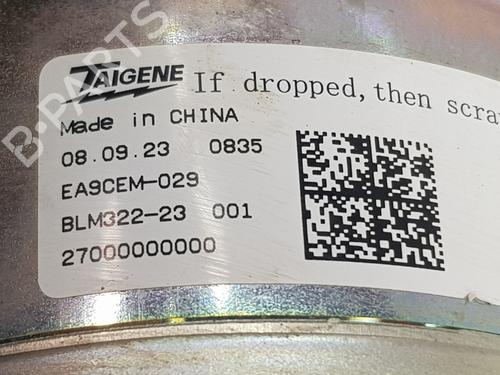 TAIGENE If dropped, then scra
Made in CHINA
08.09.23 0835
EA9CEM-029
BLM322-23 001
27000000000
B-PARTS